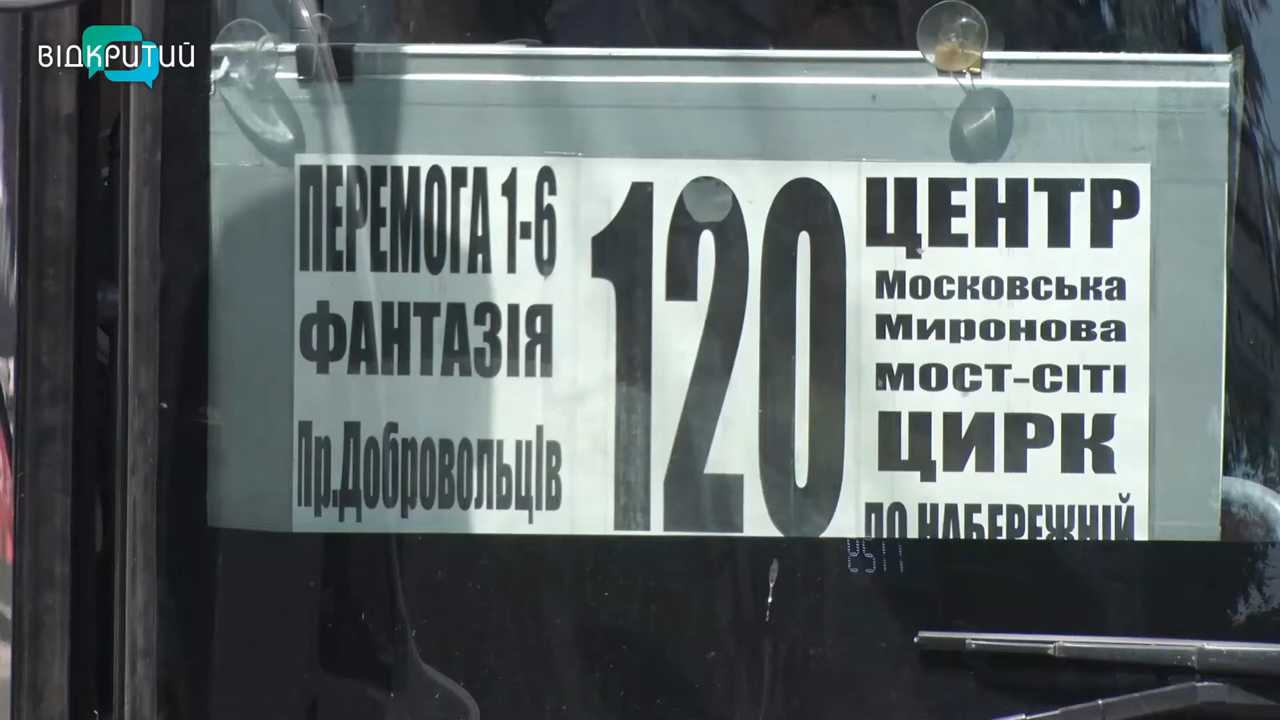 ВІДКРИТИЙ
ПЕРЕМОГА 1-6
ФАНТАЗІЯ
Пр.Добровольців
120
ЦЕНТР
Московська
Миронова
МОСТ-СІТІ
ЦИРК
ПО НАБЕРЕЖНІЙ